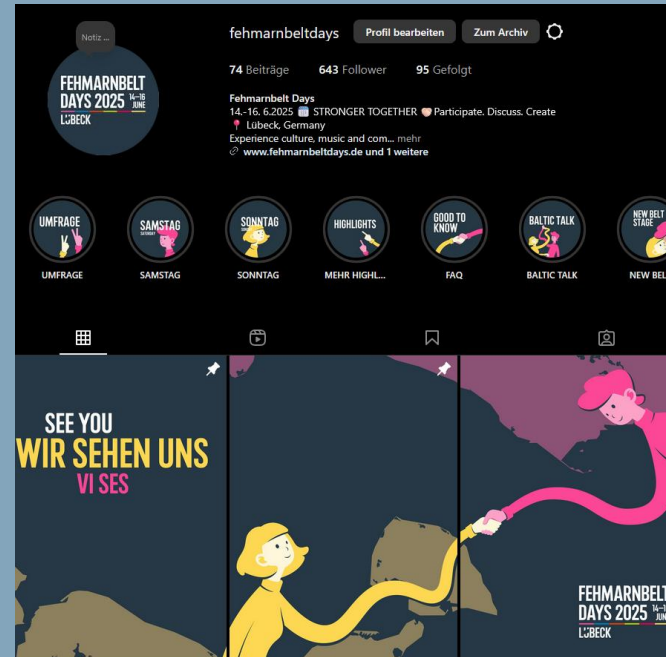 Notiz ...
FEHMARNBELT
DAYS 2025 14–16 JUNE
LÜBECK
fehmarnbeltdays Profil bearbeiten Zum Archiv
74 Beiträge 643 Follower 95 Gefolgt
Fehmarnbelt Days
14.-16. 6.2025 STRONGER TOGETHER Participate. Discuss. Create
Lübeck, Germany
Experience culture, music and com... mehr
www.fehmarnbeltdays.de und 1 weitere
UMFRAGE
SAMSTAG
SATURDAY
SONNTAG
HIGHLIGHTS
GOOD TO
KNOW
BALTIC TALK
NEW BELT
STAGE
UMFRAGE
SAMSTAG
SONNTAG
MEHR HIGHL...
FAQ
BALTIC TALK
NEW BEL
SEE YOU
WIR SEHEN UNS
VI SES
FEHMARNBELT
DAYS 2025
LÜBECK